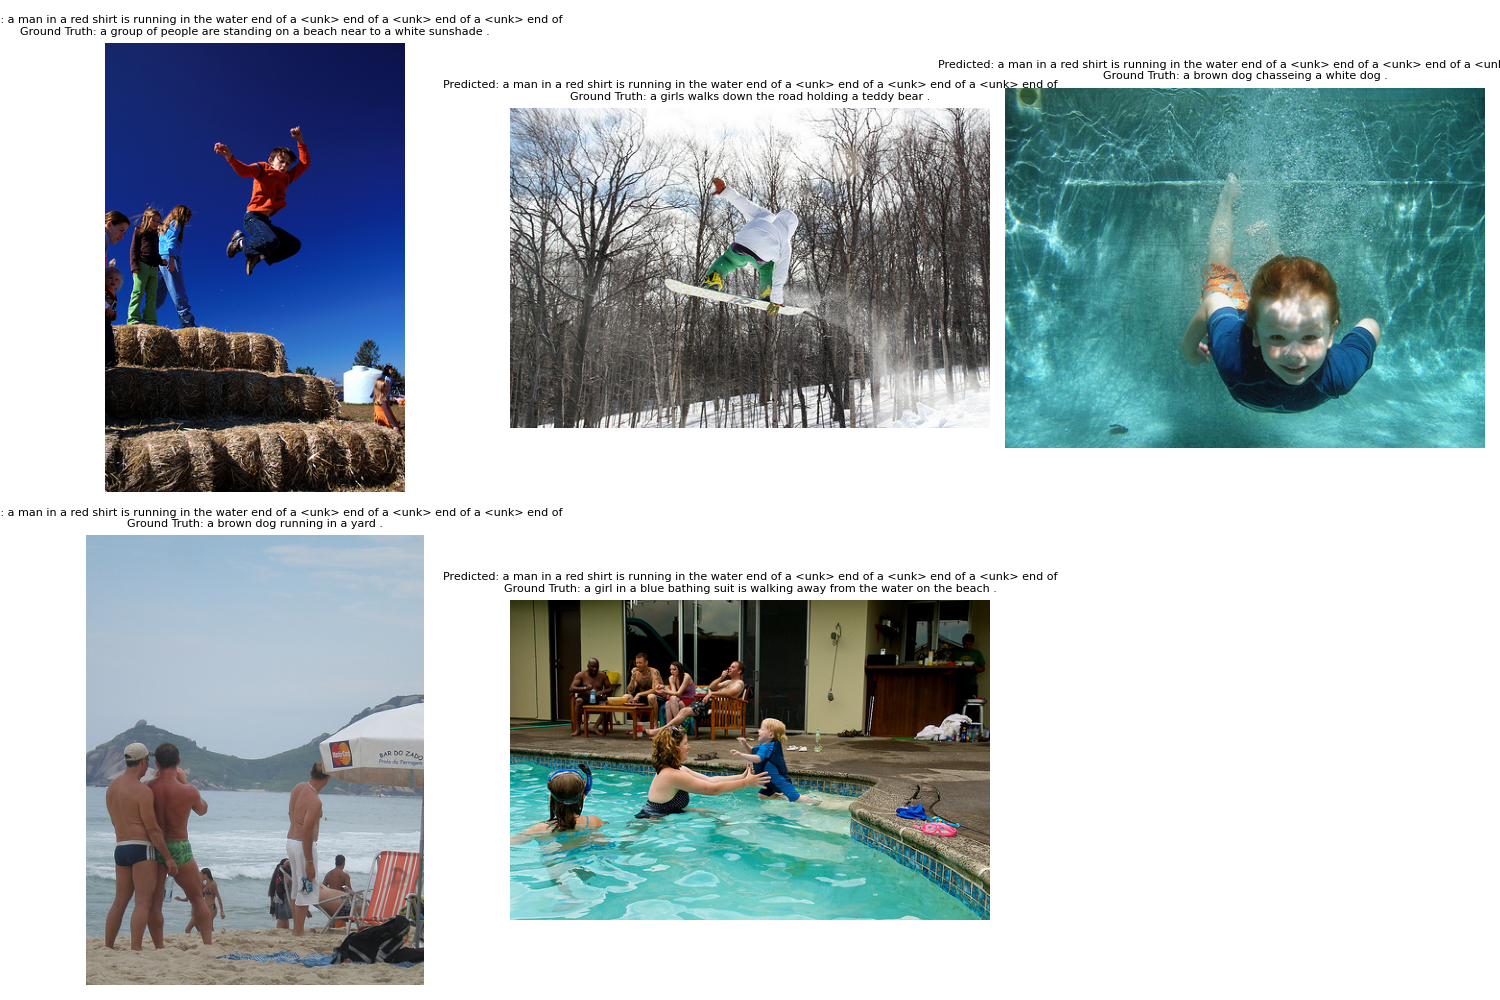 : a man in a red shirt is running in the water end of a <unk> end of a <unk> end of a <unk> end of
Ground Truth: a group of people are standing on a beach near to a white sunshade .
Predicted: a man in a red shirt is running in the water end of a <unk> end of a <unk> end of a <unk> end of
Ground Truth: a girls walks down the road holding a teddy bear .
Predicted: a man in a red shirt is running in the water end of a <unk> end of a <unk> end of a <unk
Ground Truth: a brown dog chasseing a white dog .
: a man in a red shirt is running in the water end of a <unk> end of a <unk> end of a <unk> end of
Ground Truth: a brown dog running in a yard .
MasterCard
BAR DO ZADO
Praia da Ferrugem
Predicted: a man in a red shirt is running in the water end of a <unk> end of a <unk> end of a <unk> end of
Ground Truth: a girl in a blue bathing suit is walking away from the water on the beach .